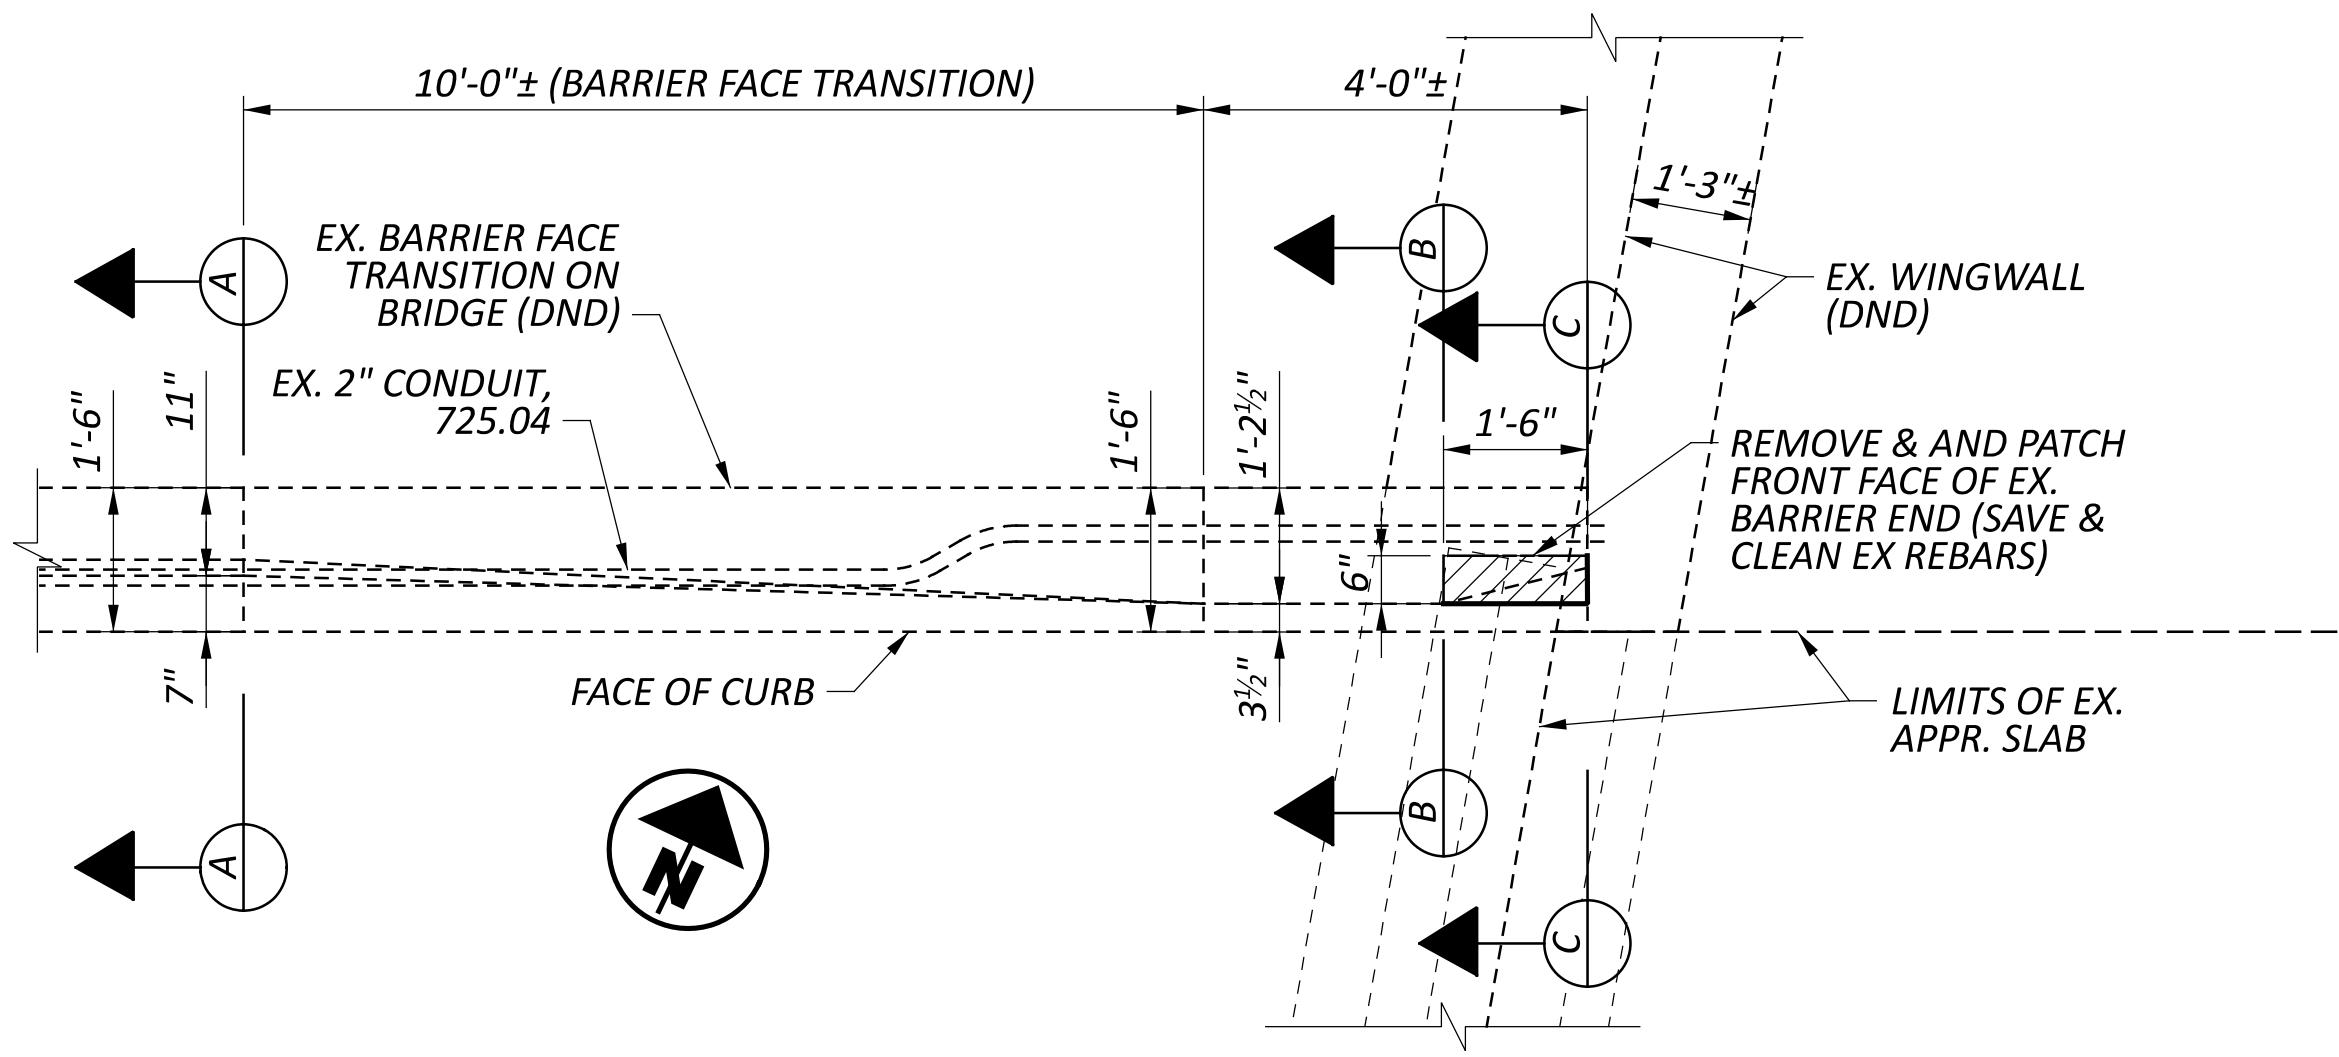 10'-0"± (BARRIER FACE TRANSITION)
4'-0"±
1'-3"±
EX. BARRIER FACE
TRANSITION ON
BRIDGE (DND)
A
B
C
EX. WINGWALL
(DND)
EX. 2" CONDUIT,
725.04
1'-6"
11"
1'-6"
1'-2½"
1'-6"
REMOVE & AND PATCH
FRONT FACE OF EX.
BARRIER END (SAVE &
CLEAN EX REBARS)
6"
7"
FACE OF CURB
3½"
LIMITS OF EX.
APPR. SLAB
A
N
B
C